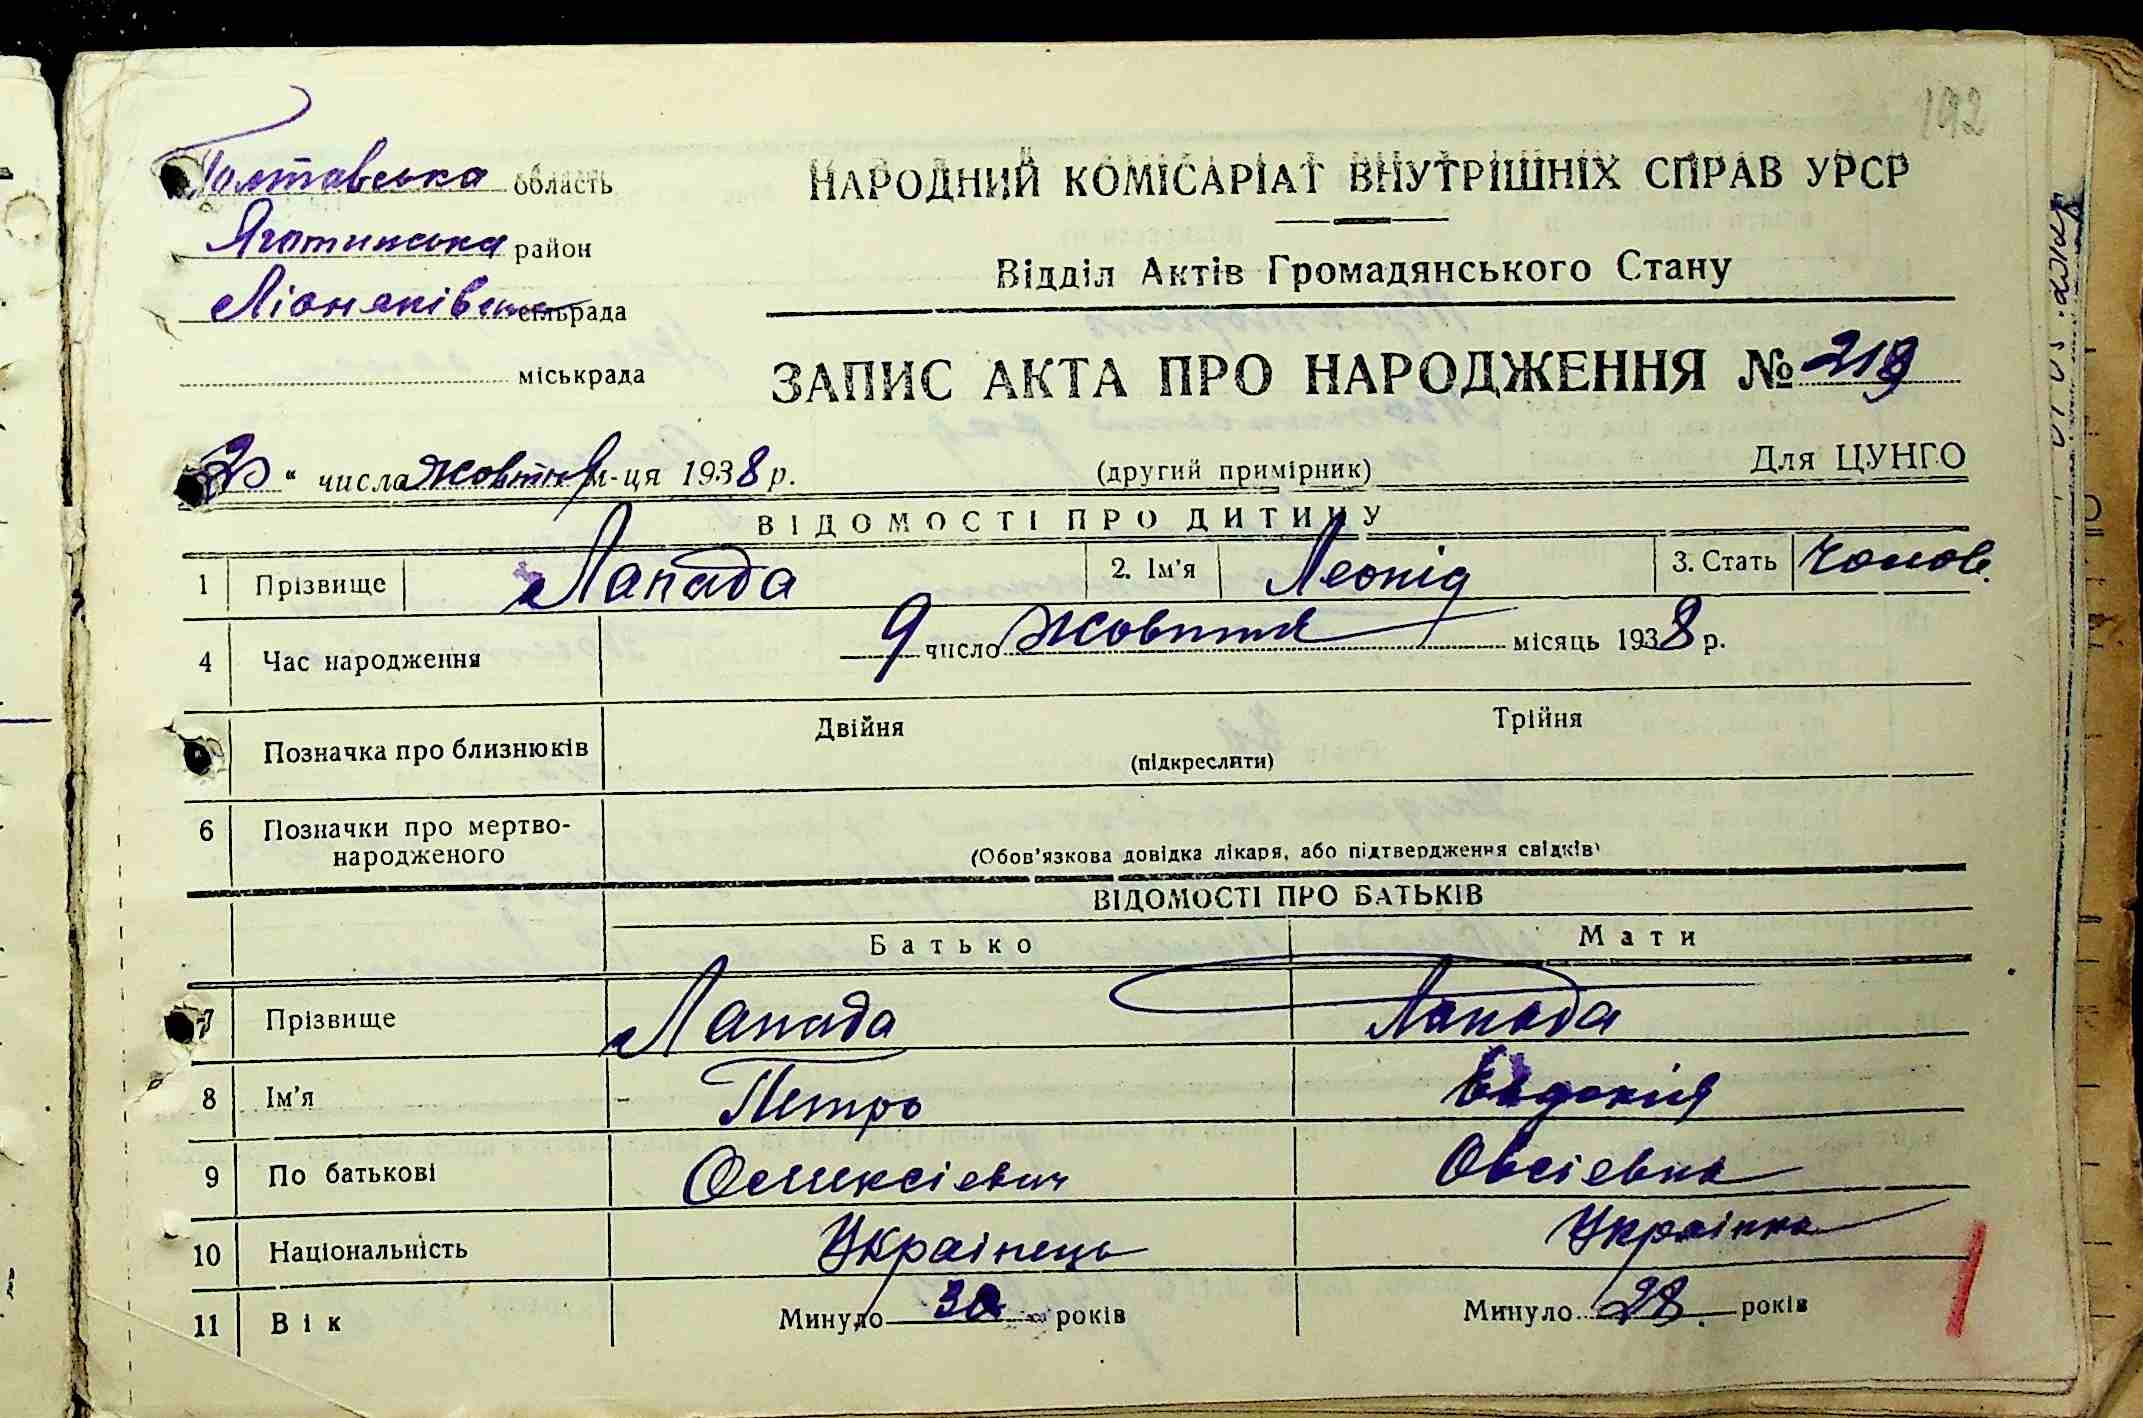 192
Полтавська область
Яготинська район
сільрада
міськрада
НАРОДНИЙ КОМІСАРІАТ ВНУТРІШНІХ СПРАВ УРСР
Відділ Актів Громадянського Стану
ЗАПИС АКТА ПРО НАРОДЖЕННЯ № 219
" числа жовтня м-ця 1938 р.
(другий примірник)
Для ЦУНГО
ВІДОМОСТІ ПРО ДИТИНУ
1 Прізвище Лапада 2. Ім'я Леонід 3. Стать Чолов.
4 Час народження 9 число Жовтня місяць 1938 р.
Позначка про близнюків Двійня Трійня
(підкреслити)
6 Позначки про мертво-
народженого (Обов'язкова довідка лікаря, або підтвердження свідків)
ВІДОМОСТІ ПРО БАТЬКІВ
Батько Мати
7 Прізвище Лапада Лапада
8 Ім'я Петро Евдокія
9 По батькові Олексієвич Овсієвна
10 Національність Українець Українка
11 Вік Минуло 30 років Минуло 28. років